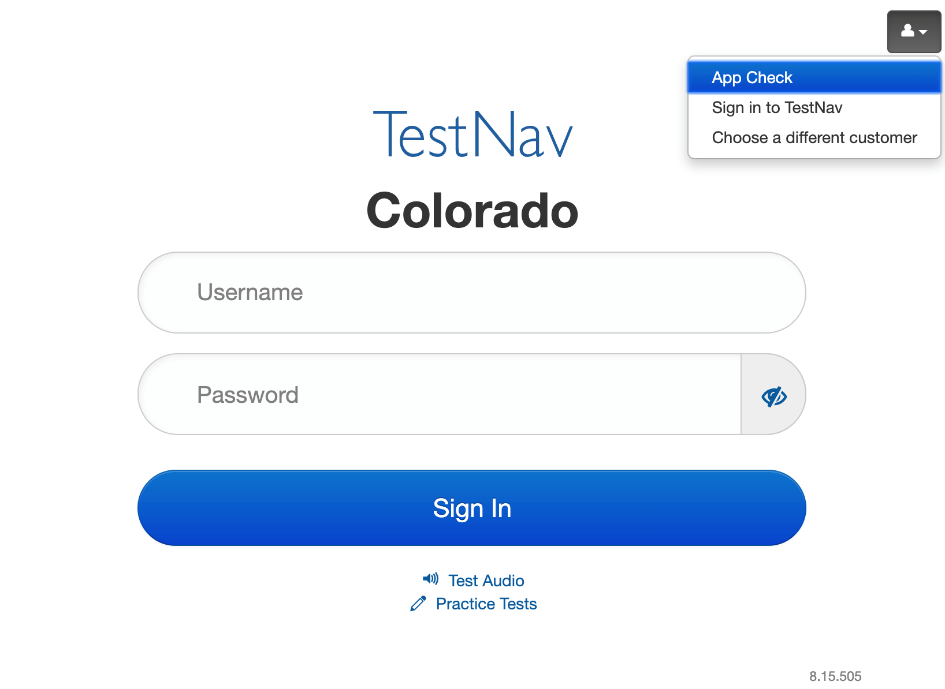 App Check
Sign in to TestNav
Choose a different customer
TestNav
Colorado
Username
Password
Sign In
Test Audio
Practice Tests
8.15.505